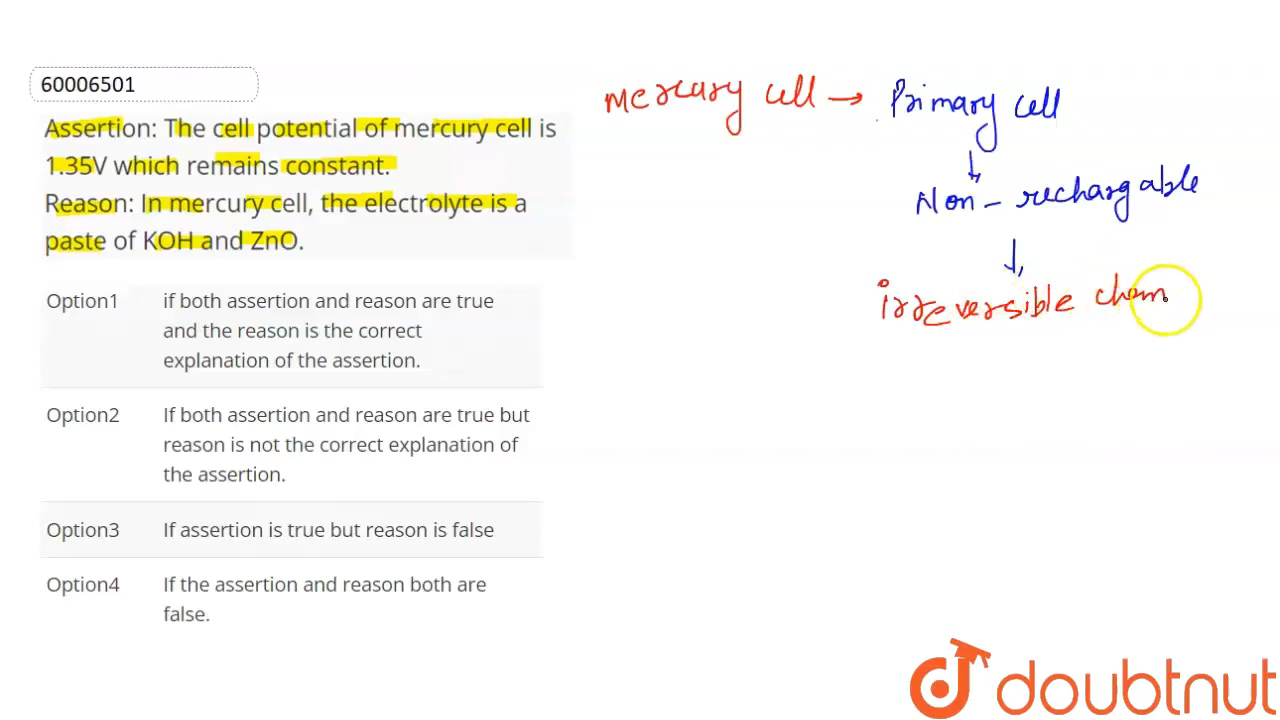 60006501
Assertion: The cell potential of mercury cell is
1.35V which remains constant.
Reason: In mercury cell, the electrolyte is a
paste of KOH and ZnO.
Option1 if both assertion and reason are true
and the reason is the correct
explanation of the assertion.
Option2 If both assertion and reason are true but
reason is not the correct explanation of
the assertion.
Option3 If assertion is true but reason is false
Option4 If the assertion and reason both are
false.
Mercury cell → Primary cell
Non - rechargable
irreversible chem
doubtnut